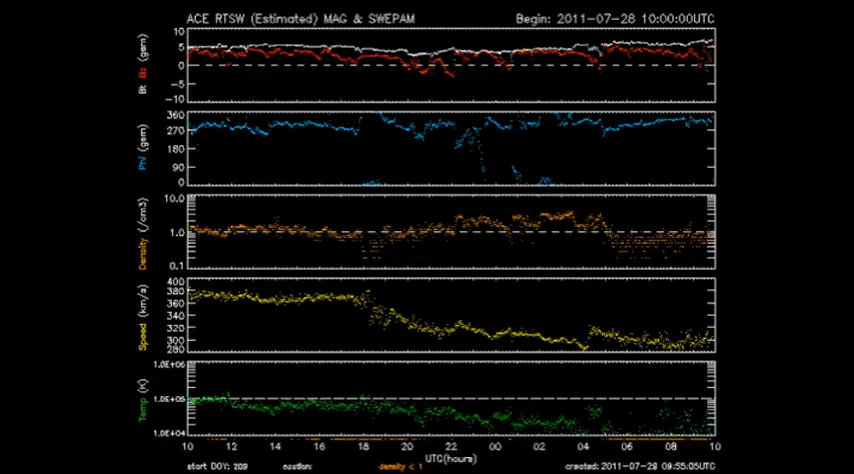 ACE RTSW (Estimated) MAG & SWEPAM Begin: 2011-07-28 10:00:00UTC
Bt Bz (gsm)
10
5
0
-5
-10
Phi (gsm)
360
270
180
90
0
Density (/cm3)
10.0
1.0
0.1
Speed (km/s)
400
380
360
340
320
300
280
Temp (K)
1.0E+06
1.0E+05
1.0E+04
10 12 14 16 18 20 22 00 02 04 06 08 10
UTC(hours)
start DOY: 209 caution: density < 1 created: 2011-07-29 09:55:05UTC